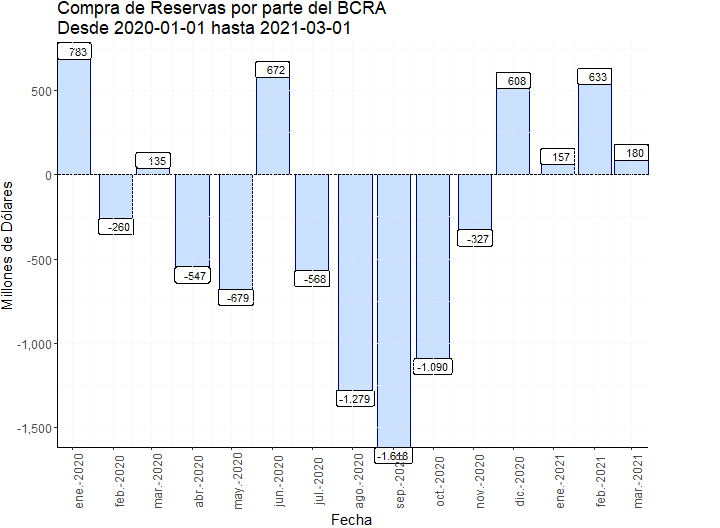 Compra de Reservas por parte del BCRA
Desde 2020-01-01 hasta 2021-03-01
Millones de Dólares
500
0
-500
-1,000
-1,500
783
-260
135
-547
-679
672
-568
-1.279
-1.090
-327
608
157
633
180
ene.-2020
feb.-2020
mar.-2020
abr.-2020
may.-2020
jun.-2020
jul.-2020
ago.-2020
sep.-2020
oct.-2020
nov.-2020
dic.-2020
ene.-2021
feb.-2021
mar.-2021
Fecha